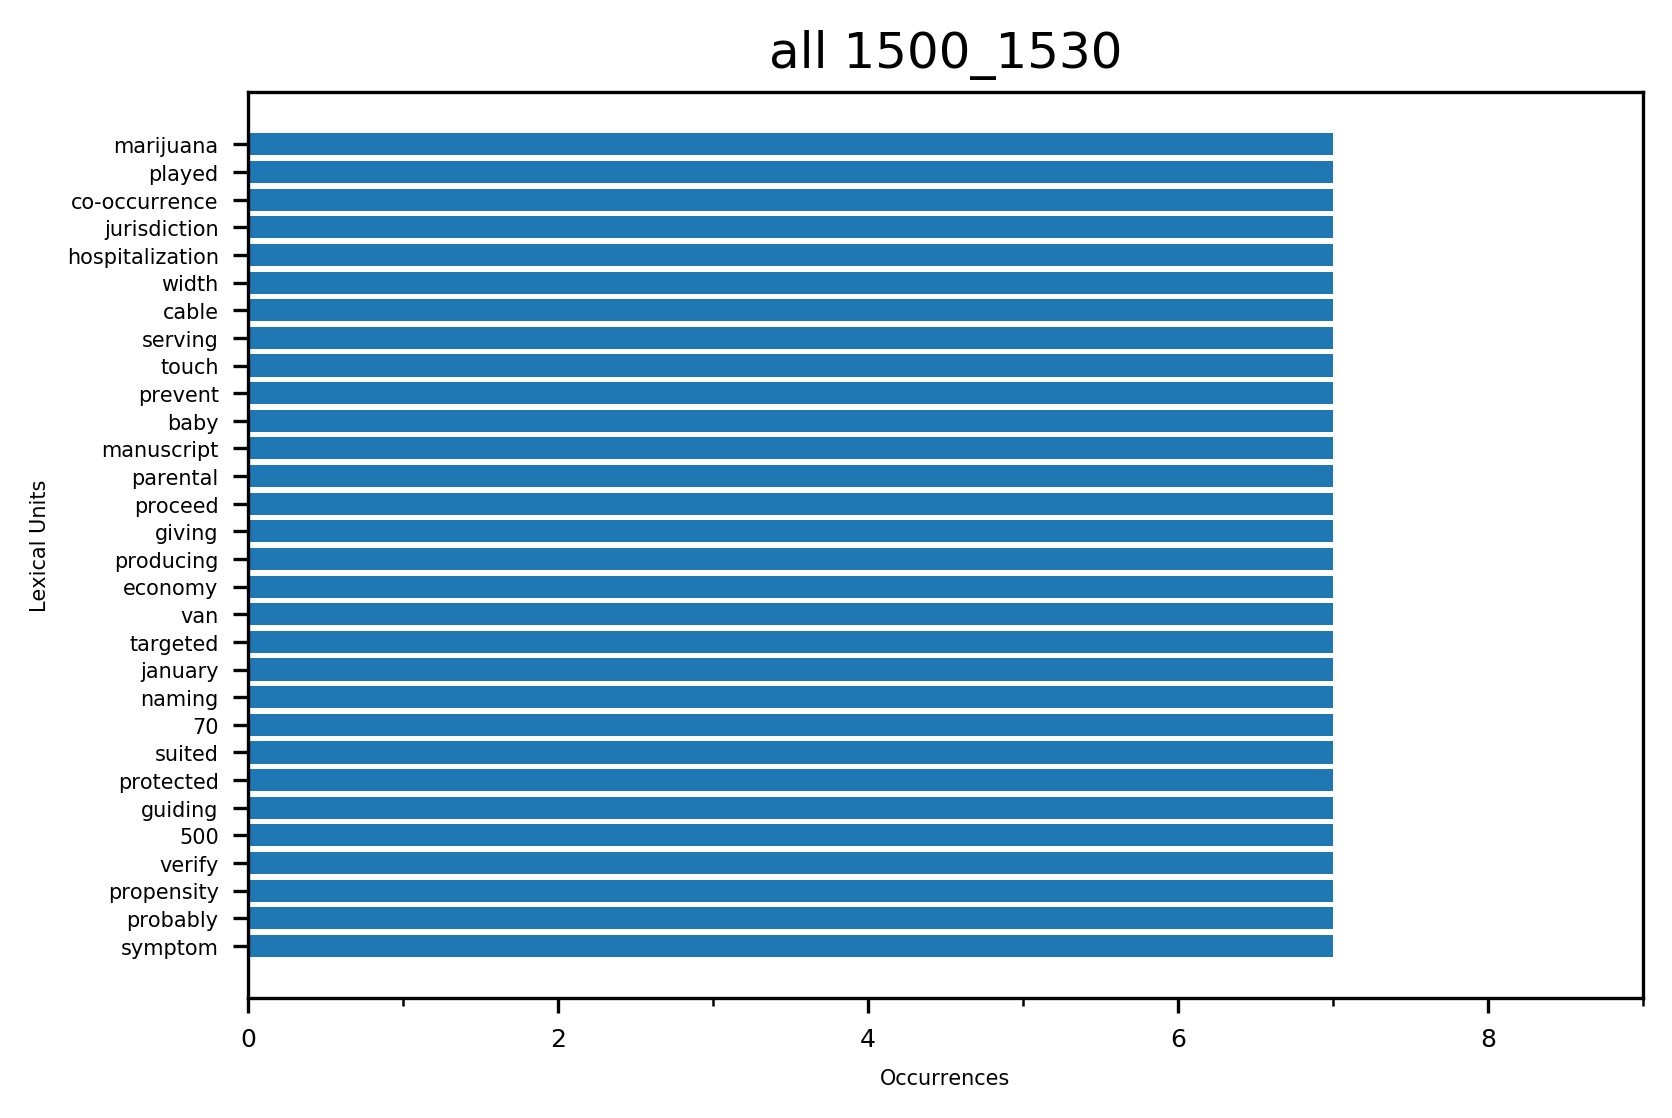 all 1500_1530
marijuana
played
co-occurrence
jurisdiction
hospitalization
width
cable
serving
touch
prevent
baby
manuscript
parental
proceed
giving
producing
economy
van
targeted
january
naming
70
suited
protected
guiding
500
verify
propensity
probably
symptom
Lexical Units
0 2 4 6 8
Occurrences